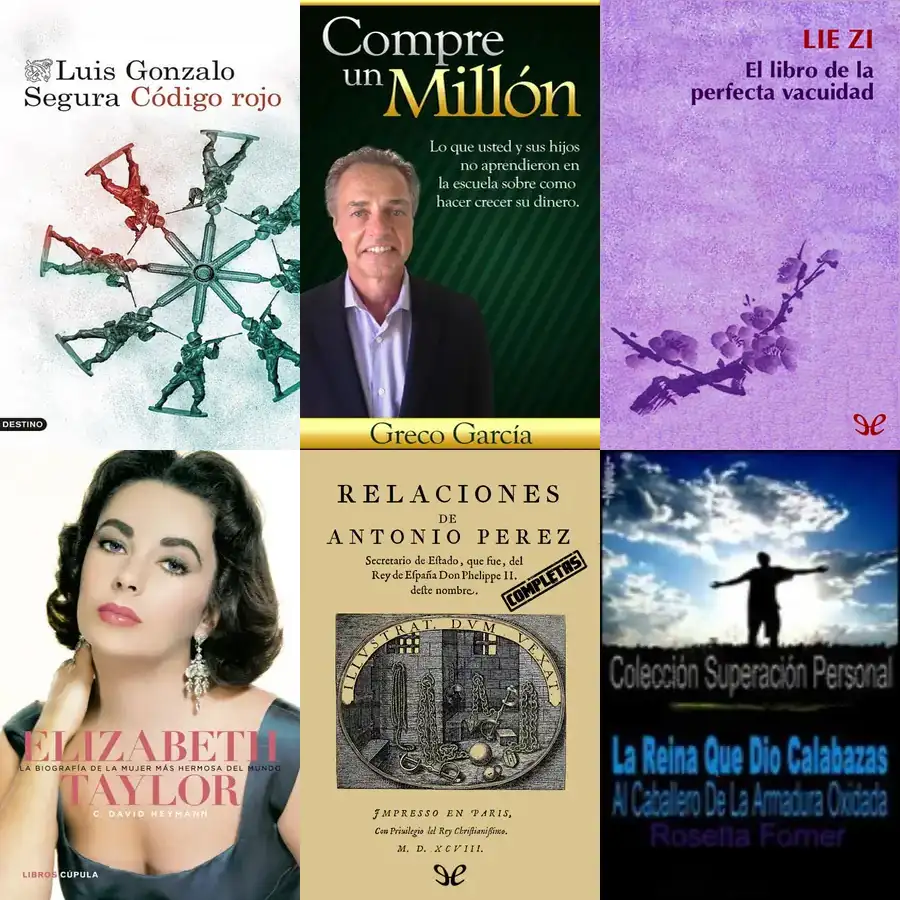 Luis Gonzalo
Segura Código rojo
DESTINO
Compre
un Millón
Lo que usted y sus hijos
no aprendieron en
la escuela sobre como
hacer crecer su dinero.
Greco García
LIE ZI
El libro de la
perfecta vacuidad
ELIZABETH
LA BIOGRAFÍA DE LA MUJER MÁS HERMOSA DEL MUNDO
TAYLOR
C. DAVID HEYMANN
LIBROS CÚPULA
RELACIONES
DE
ANTONIO PEREZ
Secretario de Eſtado, que fue, del
Rey de Eſpaña Don Phelippe II.
deſte nombre.
COMPLETAS
ILLVSTRAT, DVM VEXAT
IMPRESSO EN PARIS,
Con Priuilegio del Rey Chriſtianiſſimo.
M. D. XCVIII.
Colección Superación Personal
La Reina Que Dio Calabazas
Al Caballero De La Armadura Oxidada
Rosetta Forner